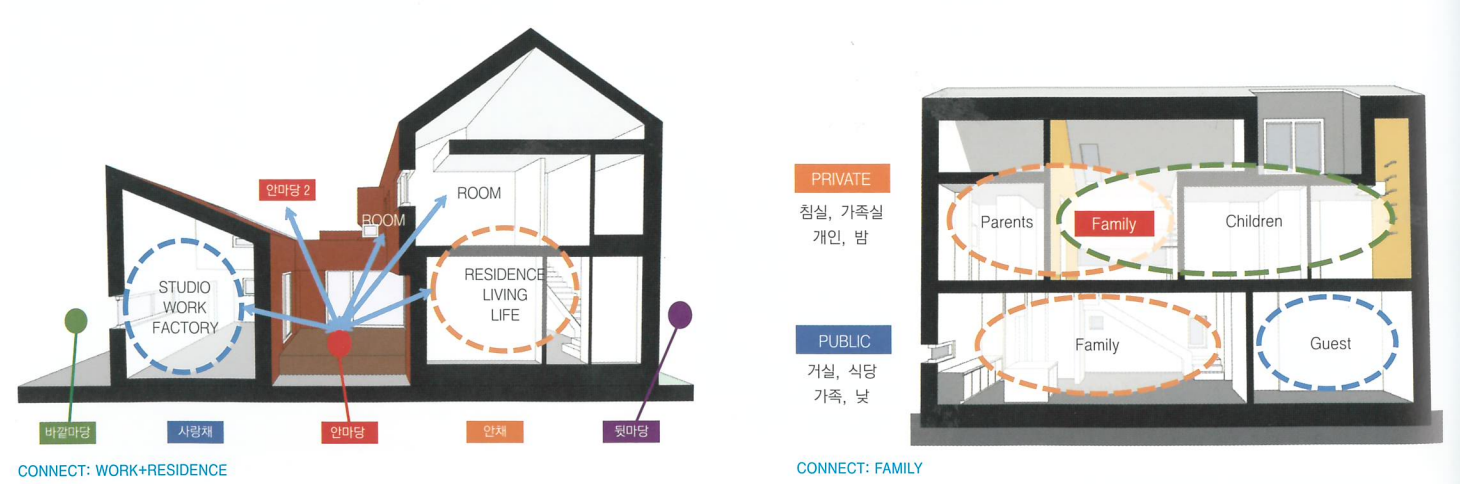 안마당 2
ROOM
ROOM
STUDIO
WORK
FACTORY
RESIDENCE
LIVING
LIFE
바깥마당
사랑채
안마당
안채
뒷마당
CONNECT: WORK+RESIDENCE
PRIVATE
침실, 가족실
개인, 밤
Parents
Family
Children
PUBLIC
거실, 식당
가족, 낮
Family
Guest
CONNECT: FAMILY